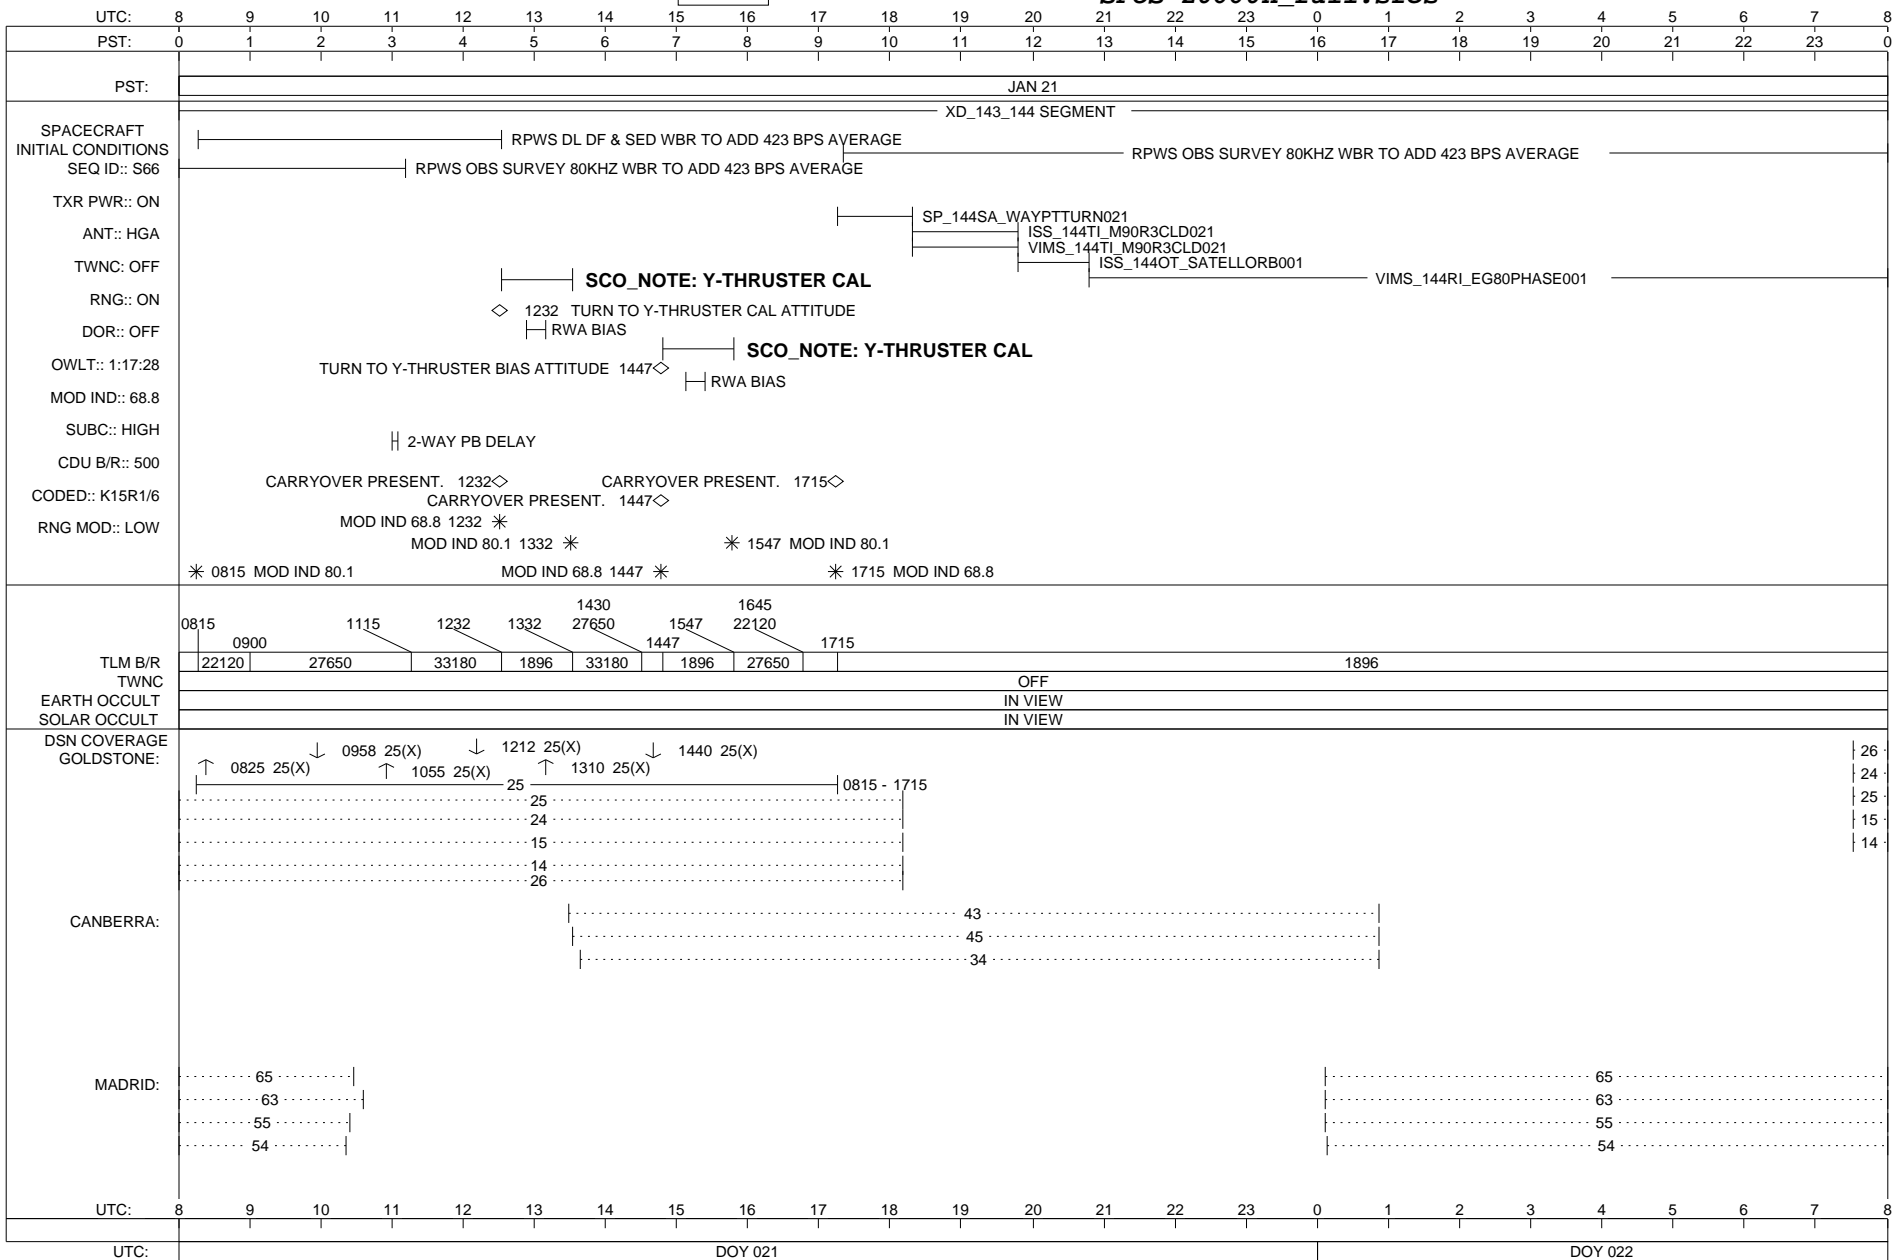 UTC: 8 9 10 11 12 13 14 15 16 17 18 19 20 21 22 23 0 1 2 3 4 5 6 7 8
PST: 0 1 2 3 4 5 6 7 8 9 10 11 12 13 14 15 16 17 18 19 20 21 22 23 0
PST: JAN 21
XD_143_144 SEGMENT
SPACECRAFT
INITIAL CONDITIONS
RPWS DL DF & SED WBR TO ADD 423 BPS AVERAGE
RPWS OBS SURVEY 80KHZ WBR TO ADD 423 BPS AVERAGE
SEQ ID:: S66
RPWS OBS SURVEY 80KHZ WBR TO ADD 423 BPS AVERAGE
TXR PWR:: ON
SP_144SA_WAYPTTURN021
ANT:: HGA
ISS_144TI_M90R3CLD021
VIMS_144TI_M90R3CLD021
TWNC: OFF
ISS_144OT_SATELLORB001
VIMS_144RI_EG80PHASE001
SCO_NOTE: Y-THRUSTER CAL
RNG:: ON
1232 TURN TO Y-THRUSTER CAL ATTITUDE
DOR:: OFF
RWA BIAS
SCO_NOTE: Y-THRUSTER CAL
OWLT:: 1:17:28
TURN TO Y-THRUSTER BIAS ATTITUDE 1447
RWA BIAS
MOD IND:: 68.8
SUBC:: HIGH
2-WAY PB DELAY
CDU B/R:: 500
CARRYOVER PRESENT. 1232
CARRYOVER PRESENT. 1715
CODED:: K15R1/6
CARRYOVER PRESENT. 1447
RNG MOD:: LOW
MOD IND 68.8 1232
MOD IND 80.1 1332
1547 MOD IND 80.1
0815 MOD IND 80.1
MOD IND 68.8 1447
1715 MOD IND 68.8
1430 1645
0815 1115 1232 1332 27650 1547 22120
0900 1447 1715
TLM B/R 22120 27650 33180 1896 33180 1896 27650 1896
TWNC OFF
EARTH OCCULT IN VIEW
SOLAR OCCULT IN VIEW
DSN COVERAGE
GOLDSTONE:
0958 25(X) 1212 25(X) 1440 25(X) 26
0825 25(X) 1055 25(X) 1310 25(X) 24
25 0815 - 1715
25 25
24 15
15 14
14
26
CANBERRA: 43
45
34
MADRID: 65 65
63 63
55 55
54 54
UTC: 8 9 10 11 12 13 14 15 16 17 18 19 20 21 22 23 0 1 2 3 4 5 6 7 8
UTC: DOY 021 DOY 022